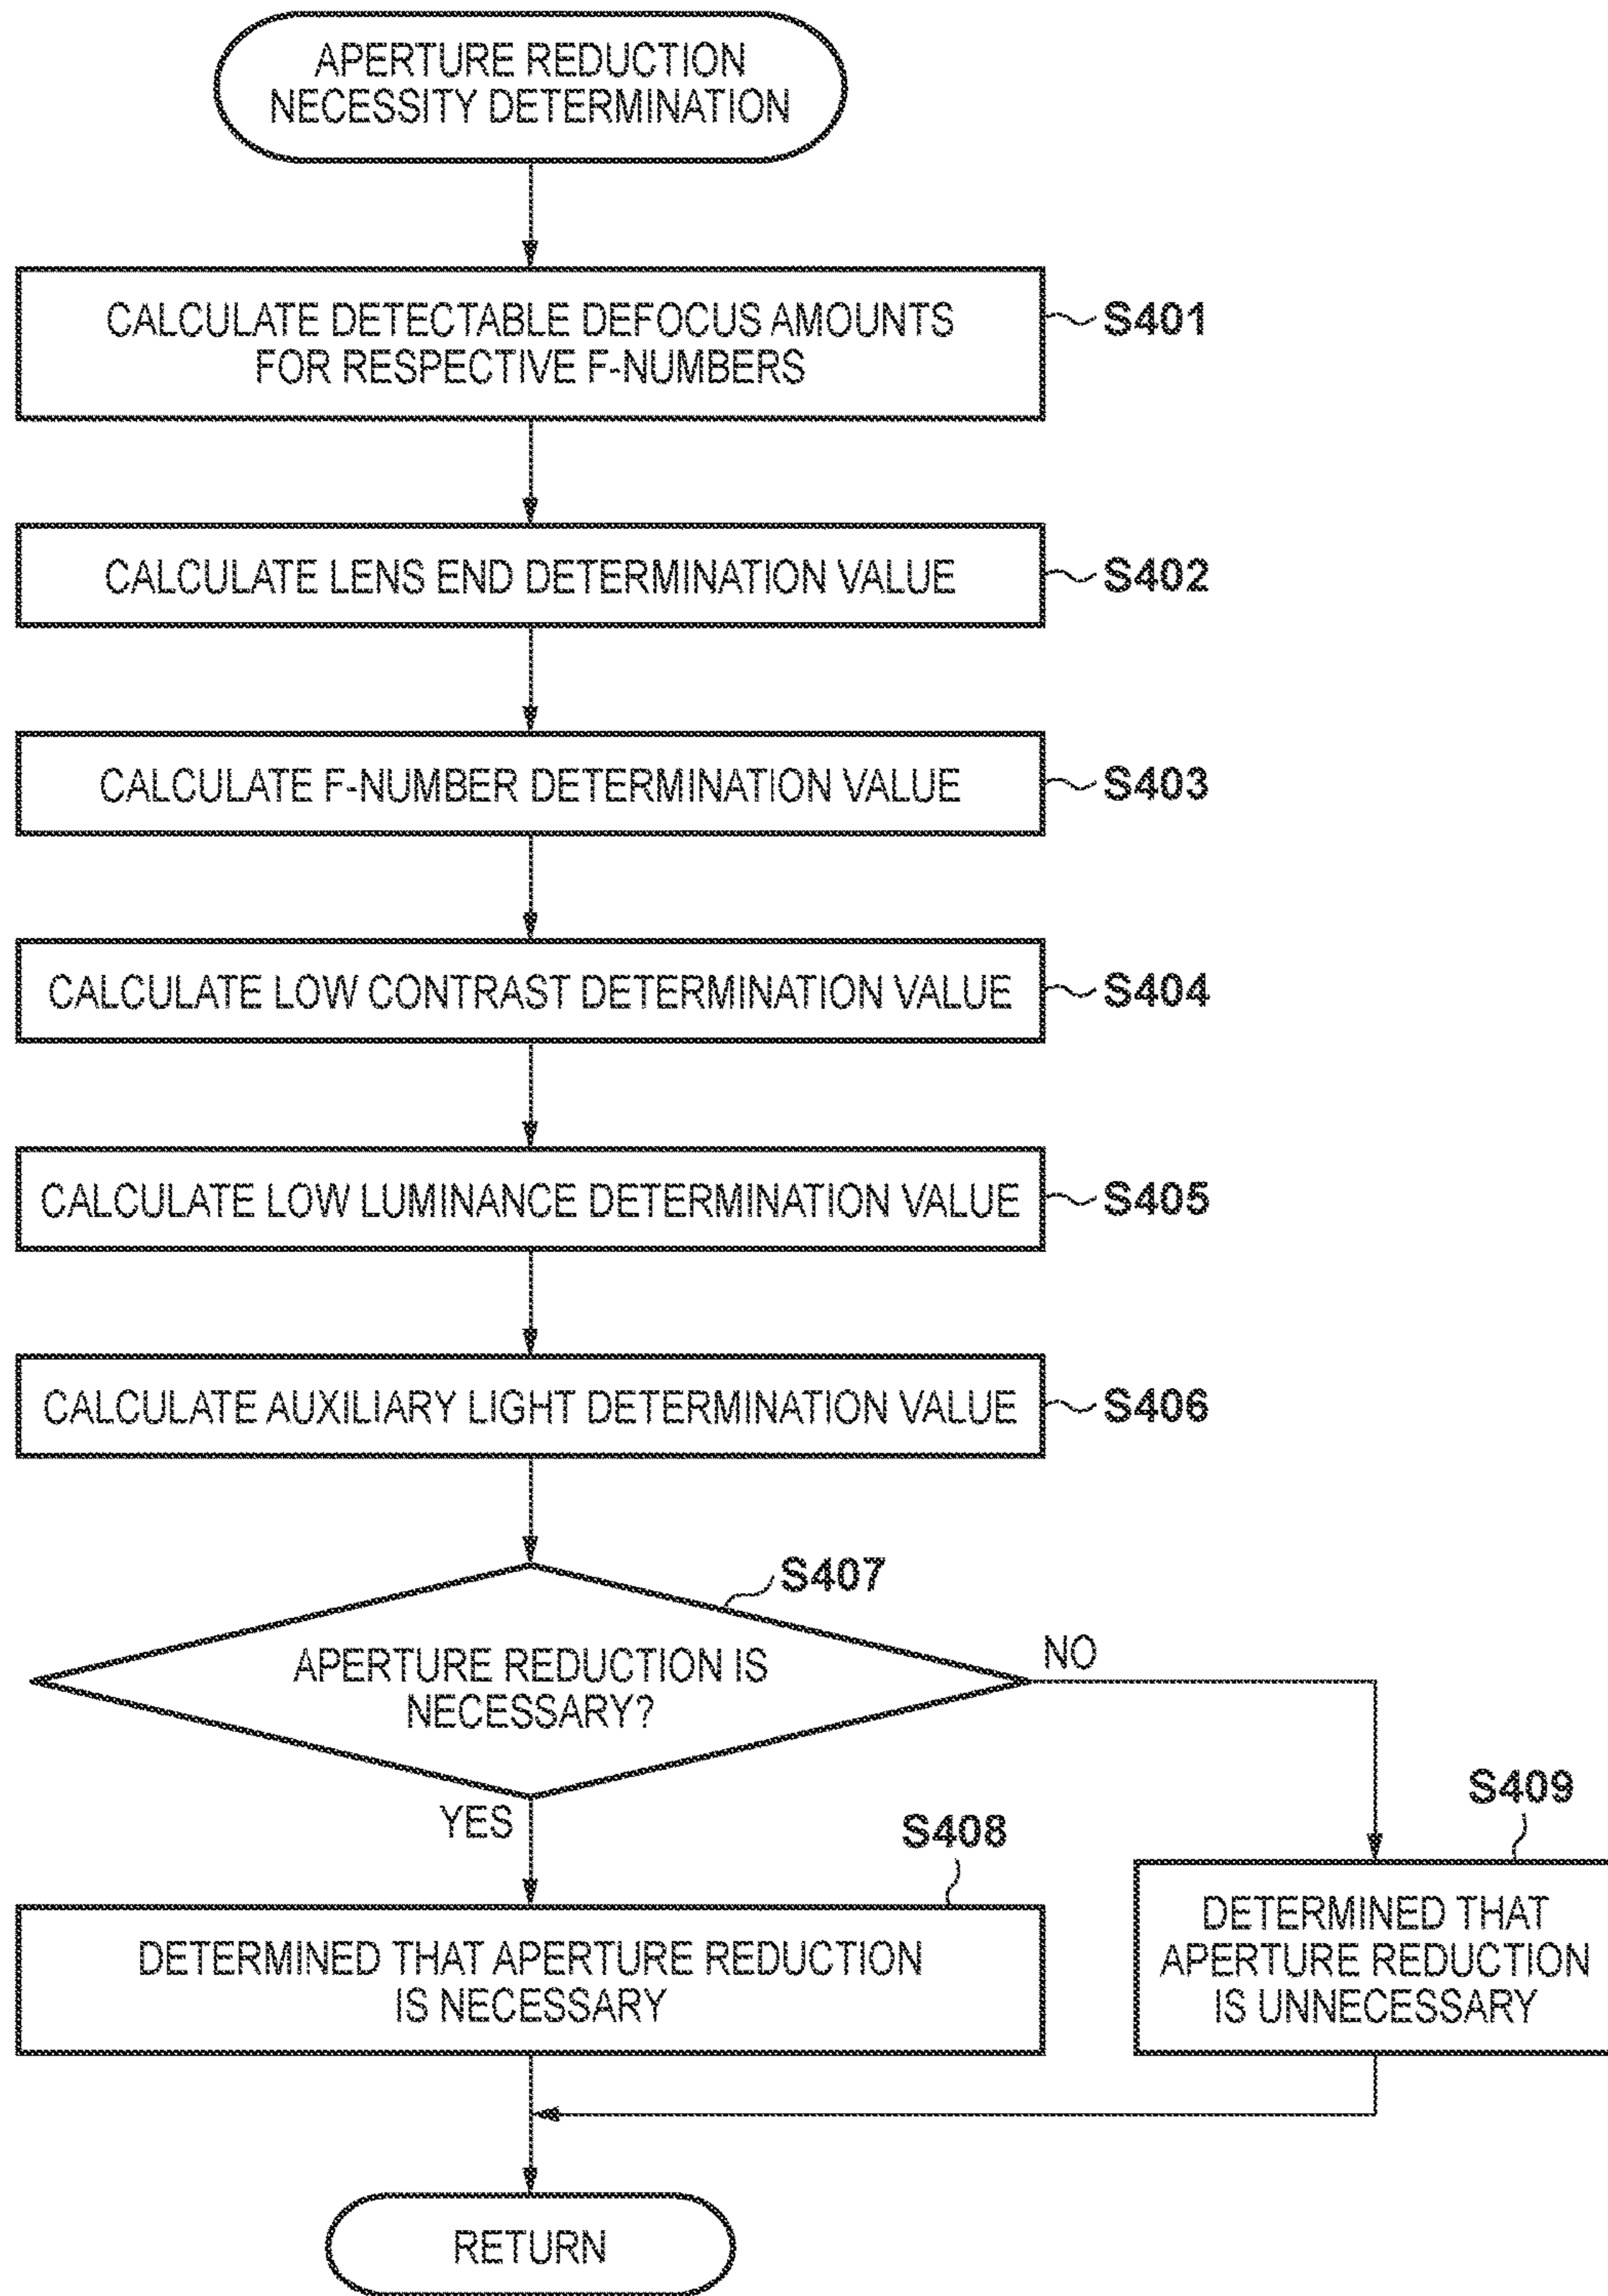 APERTURE REDUCTION
NECESSITY DETERMINATION
CALCULATE DETECTABLE DEFOCUS AMOUNTS
FOR RESPECTIVE F-NUMBERS
S401
CALCULATE LENS END DETERMINATION VALUE
S402
CALCULATE F-NUMBER DETERMINATION VALUE
S403
CALCULATE LOW CONTRAST DETERMINATION VALUE
S404
CALCULATE LOW LUMINANCE DETERMINATION VALUE
S405
CALCULATE AUXILIARY LIGHT DETERMINATION VALUE
S406
S407
APERTURE REDUCTION IS
NECESSARY?
NO
YES
S408
DETERMINED THAT APERTURE REDUCTION
IS NECESSARY
S409
DETERMINED THAT
APERTURE REDUCTION
IS UNNECESSARY
RETURN